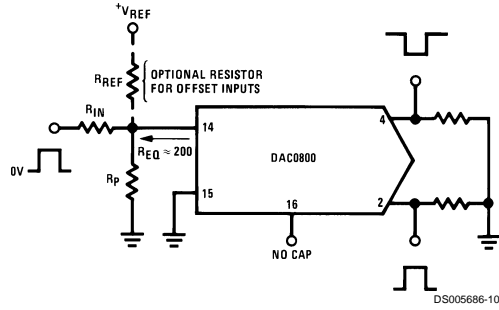 +VREF
RREF
OPTIONAL RESISTOR
FOR OFFSET INPUTS
RIN
14
4
REQ ≈ 200
DAC0800
0V
RP
15
16
2
NO CAP
DS005686-10